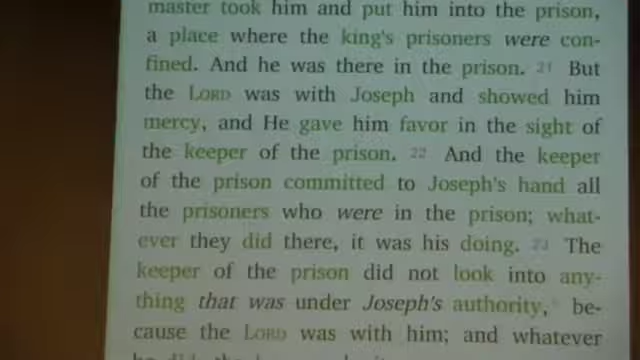 master took him and put him into the prison,
a place where the king's prisoners were con-
fined. And he was there in the prison. 21 But
the LORD was with Joseph and showed him
mercy, and He gave him favor in the sight of
the keeper of the prison. 22 And the keeper
of the prison committed to Joseph's hand all
the prisoners who were in the prison; what-
ever they did there, it was his doing. 23 The
keeper of the prison did not look into any-
thing that was under Joseph's authority, be-
cause the LORD was with him; and whatever